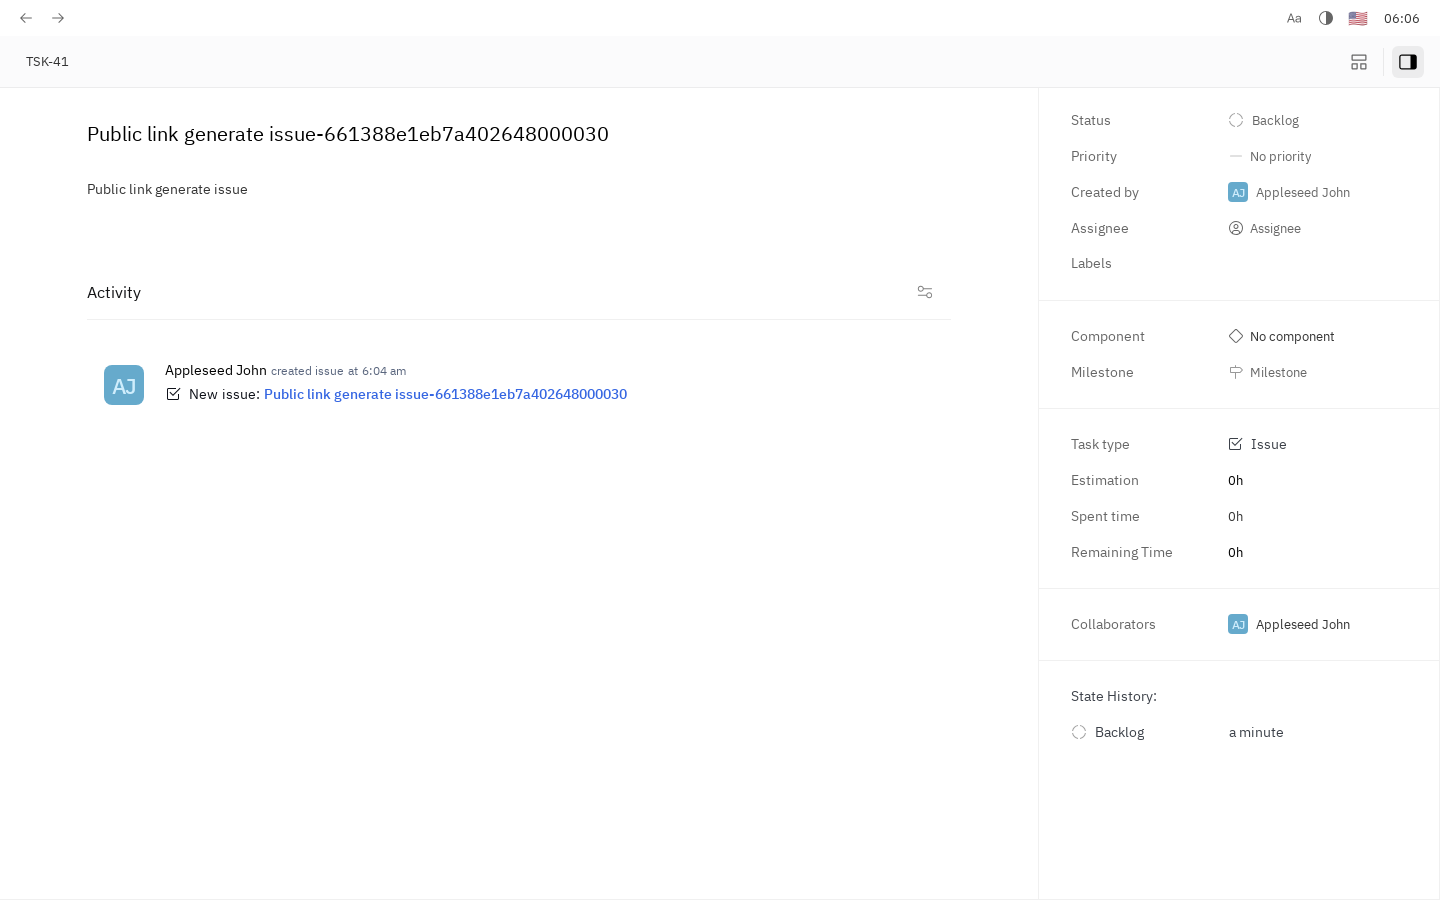 Aa
06:06
TSK-41
Public link generate issue-661388e1eb7a402648000030
Public link generate issue
Activity
AJ
Appleseed John created issue at 6:04 am
New issue: Public link generate issue-661388e1eb7a402648000030
Status Backlog
Priority No priority
Created by AJ Appleseed John
Assignee Assignee
Labels
Component No component
Milestone Milestone
Task type Issue
Estimation 0h
Spent time 0h
Remaining Time 0h
Collaborators AJ Appleseed John
State History:
Backlog a minute